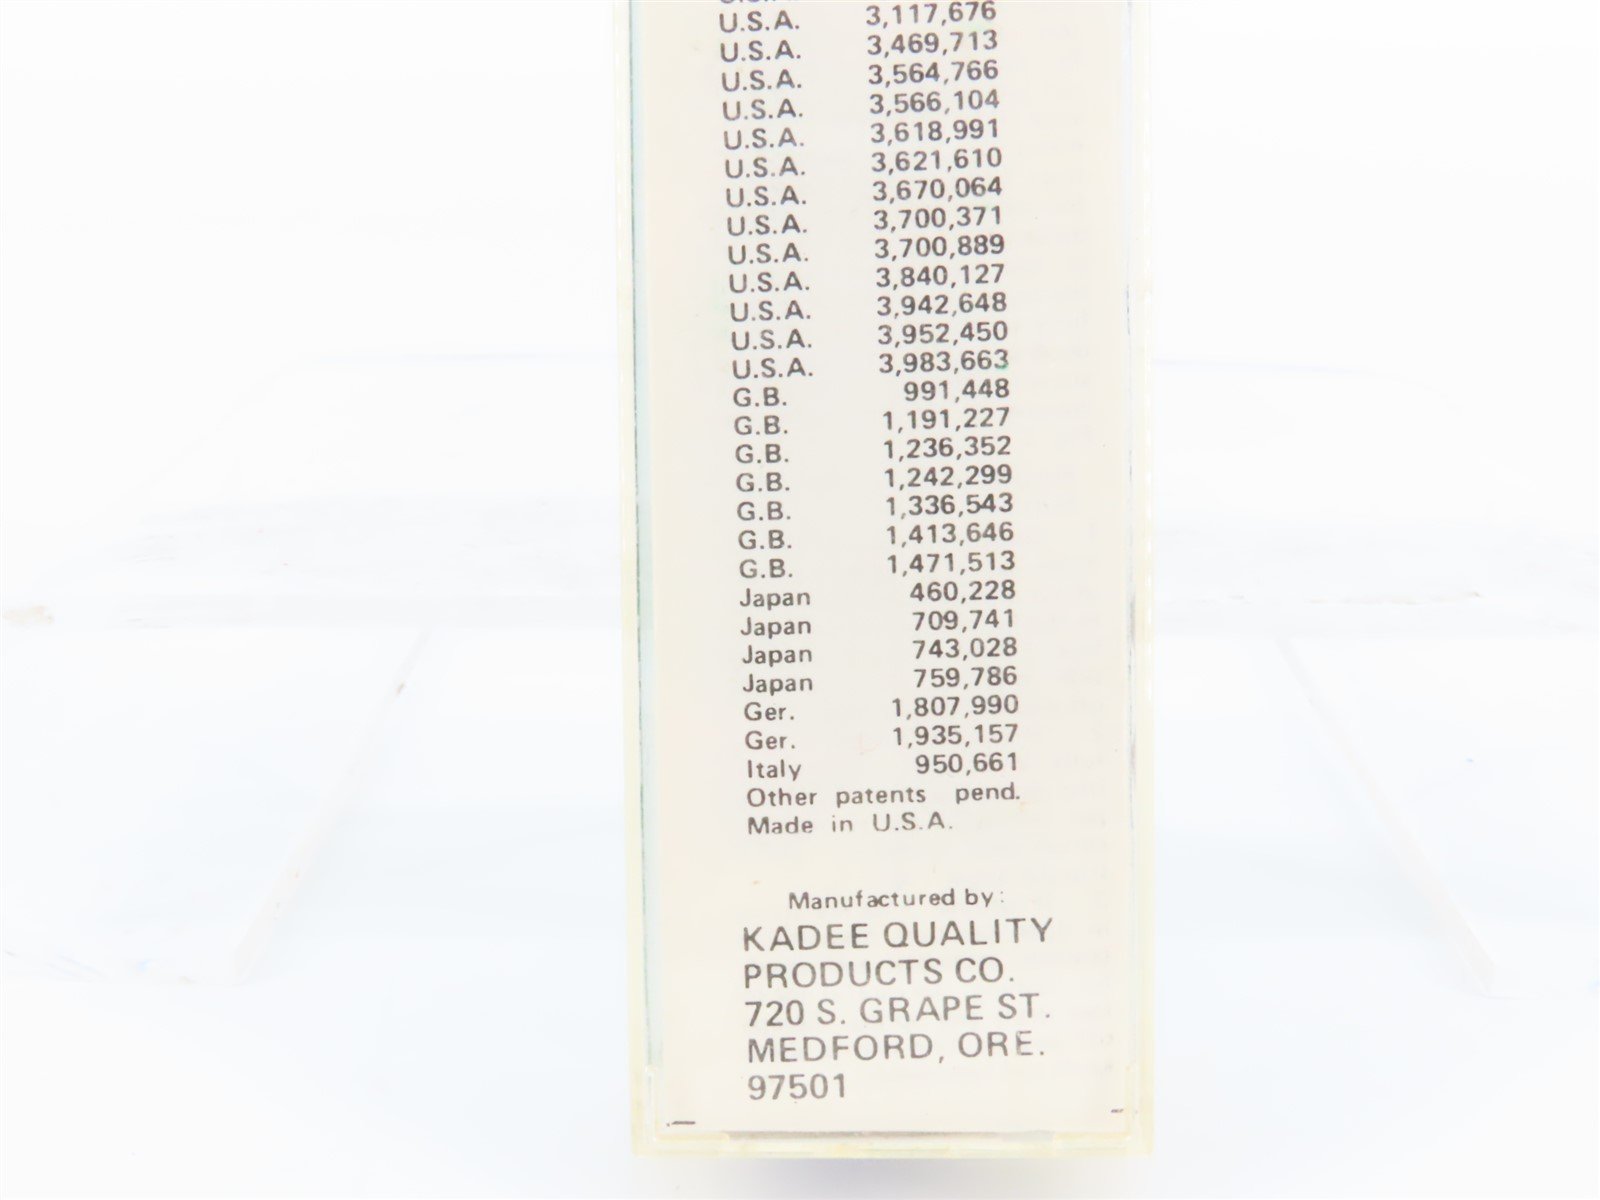 U.S.A. 3,117,676
U.S.A. 3,469,713
U.S.A. 3,564,766
U.S.A. 3,566,104
U.S.A. 3,618,991
U.S.A. 3,621,610
U.S.A. 3,670,064
U.S.A. 3,700,371
U.S.A. 3,700,889
U.S.A. 3,840,127
U.S.A. 3,942,648
U.S.A. 3,952,450
U.S.A. 3,983,663
G.B. 991,448
G.B. 1,191,227
G.B. 1,236,352
G.B. 1,242,299
G.B. 1,336,543
G.B. 1,413,646
G.B. 1,471,513
Japan 460,228
Japan 709,741
Japan 743,028
Japan 759,786
Ger. 1,807,990
Ger. 1,935,157
Italy 950,661
Other patents pend.
Made in U.S.A.
Manufactured by:
KADEE QUALITY
PRODUCTS CO.
720 S. GRAPE ST.
MEDFORD, ORE.
97501